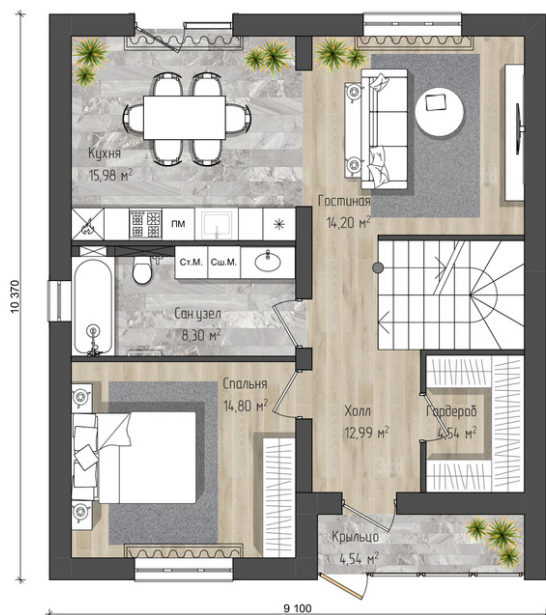 Кухня
15,98 м²
Гостиная
14,20 м²
ПМ
Ст.М.
Сш.М.
Сан.узел
8,30 м²
10 370
Спальня
14,80 м²
Холл
12,99 м²
Гардероб
4,54 м²
Крыльцо
4,54 м²
9 100